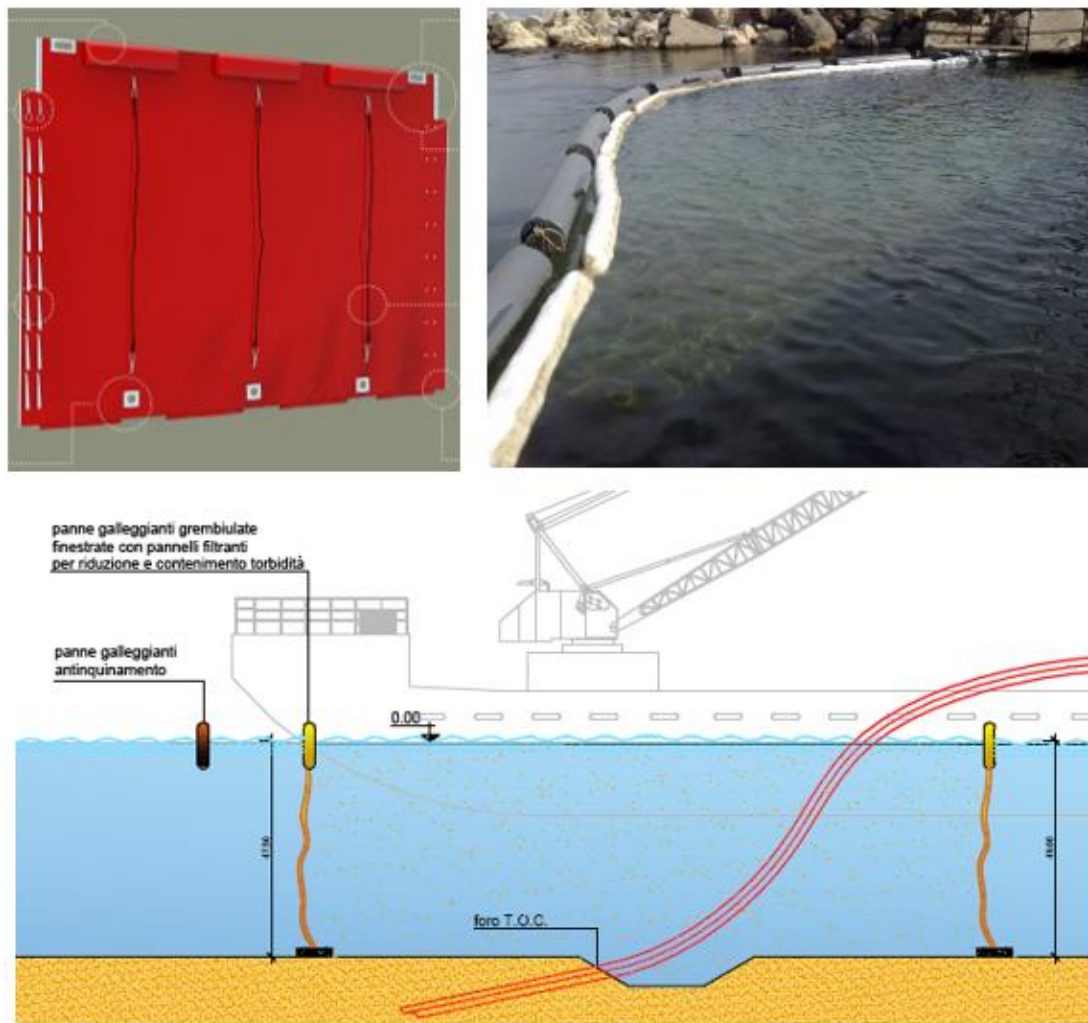 panne galleggianti grembiulate
finestrate con pannelli filtranti
per riduzione e contenimento torbidità
panne galleggianti
antinquinamento
0.00
foro T.O.C.